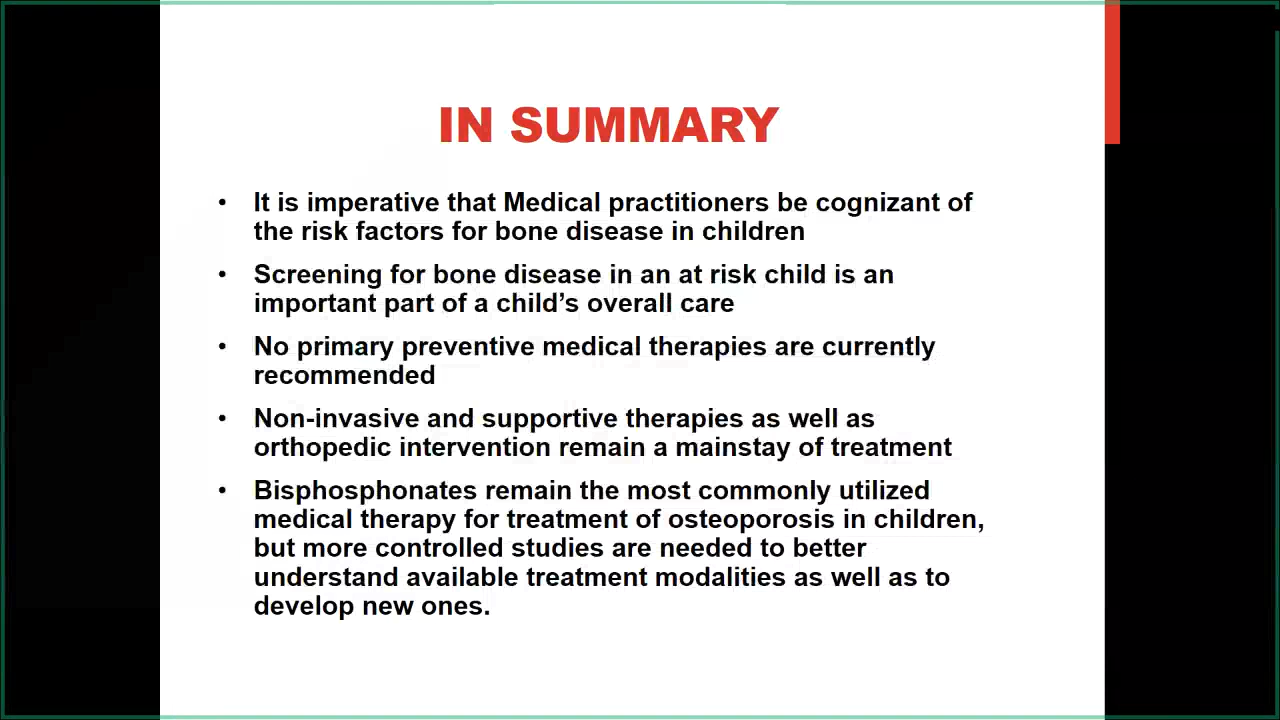 IN SUMMARY
• It is imperative that Medical practitioners be cognizant of
the risk factors for bone disease in children
• Screening for bone disease in an at risk child is an
important part of a child’s overall care
• No primary preventive medical therapies are currently
recommended
• Non-invasive and supportive therapies as well as
orthopedic intervention remain a mainstay of treatment
• Bisphosphonates remain the most commonly utilized
medical therapy for treatment of osteoporosis in children,
but more controlled studies are needed to better
understand available treatment modalities as well as to
develop new ones.